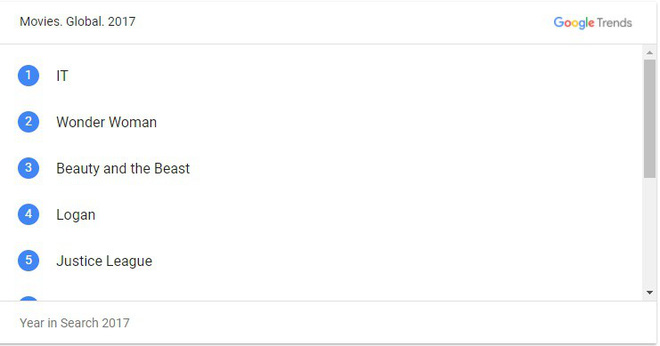 Movies. Global. 2017
Google Trends
1 IT
2 Wonder Woman
3 Beauty and the Beast
4 Logan
5 Justice League
Year in Search 2017